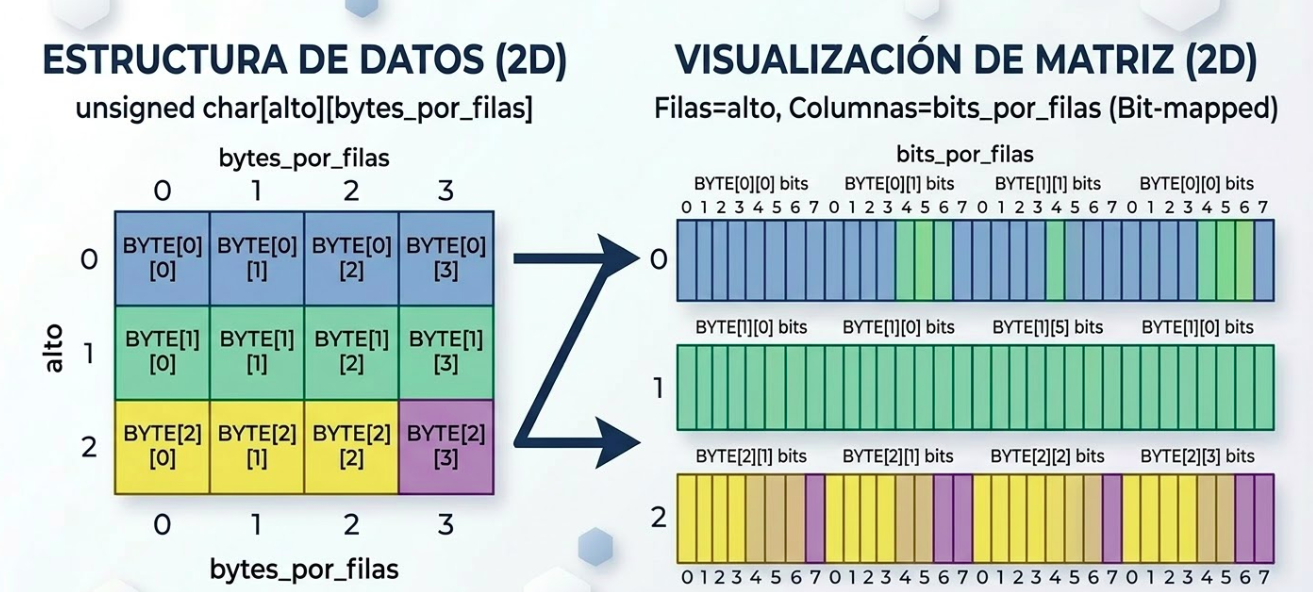 ESTRUCTURA DE DATOS (2D)
unsigned char[alto][bytes_por_filas]
bytes_por_filas
0 1 2 3
0 BYTE[0] BYTE[0] BYTE[0] BYTE[0]
[0] [1] [2] [3]
alto
1 BYTE[1] BYTE[1] BYTE[1] BYTE[1]
[0] [1] [2] [3]
2 BYTE[2] BYTE[2] BYTE[2] BYTE[2]
[0] [1] [2] [3]
0 1 2 3
bytes_por_filas
VISUALIZACIÓN DE MATRIZ (2D)
Filas=alto, Columnas=bits_por_filas (Bit-mapped)
bits_por_filas
BYTE[0][0] bits BYTE[0][1] bits BYTE[1][1] bits BYTE[0][0] bits
0 1 2 3 4 5 6 7 0 1 2 3 4 5 6 7 0 1 2 3 4 5 6 7 0 1 2 3 4 5 6 7
0
BYTE[1][0] bits BYTE[1][0] bits BYTE[1][5] bits BYTE[1][0] bits
1
BYTE[2][1] bits BYTE[2][1] bits BYTE[2][2] bits BYTE[2][3] bits
2
0 1 2 3 4 5 6 7 0 1 2 3 4 5 6 7 0 1 2 3 4 5 6 7 0 1 2 3 4 5 6 7